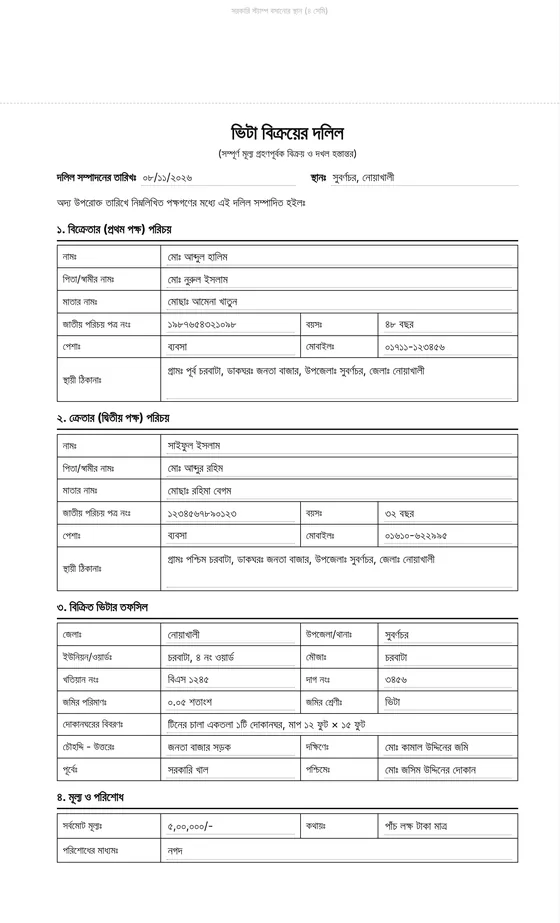 সরকারি স্ট্যাম্প বসানোর স্থান (৪ সেমি)
ভিটা বিক্রয়ের দলিল
(সম্পূর্ণ মূল্য গ্রহণপূর্বক বিক্রয় ও দখল হস্তান্তর)
দলিল সম্পাদনের তারিখঃ ০৮/১১/২০২৬ স্থানঃ সুবর্ণচর, নোয়াখালী
অদ্য উপরোক্ত তারিখে নিম্নলিখিত পক্ষগণের মধ্যে এই দলিল সম্পাদিত হইলঃ
১. বিক্রেতার (প্রথম পক্ষ) পরিচয়
নামঃ মোঃ আব্দুল হালিম
পিতা/স্বামীর নামঃ মোঃ নুরুল ইসলাম
মাতার নামঃ মোছাঃ আমেনা খাতুন
জাতীয় পরিচয় পত্র নংঃ ১৯৮৭৬৫৪৩২১০৯৮ বয়সঃ ৪৮ বছর
পেশাঃ ব্যবসা মোবাইলঃ ০১৭১১-১২৩৪৫৬
স্থায়ী ঠিকানাঃ গ্রামঃ পূর্ব চরবাটা, ডাকঘরঃ জনতা বাজার, উপজেলাঃ সুবর্ণচর, জেলাঃ নোয়াখালী
২. ক্রেতার (দ্বিতীয় পক্ষ) পরিচয়
নামঃ সাইফুল ইসলাম
পিতা/স্বামীর নামঃ মোঃ আব্দুর রহিম
মাতার নামঃ মোছাঃ রহিমা বেগম
জাতীয় পরিচয় পত্র নংঃ ১২৩৪৫৬৭৮৯০১২৩ বয়সঃ ৩২ বছর
পেশাঃ ব্যবসা মোবাইলঃ ০১৬১০-৬২২৯৯৫
স্থায়ী ঠিকানাঃ গ্রামঃ পশ্চিম চরবাটা, ডাকঘরঃ জনতা বাজার, উপজেলাঃ সুবর্ণচর, জেলাঃ নোয়াখালী
৩. বিক্রিত ভিটার তফসিল
জেলাঃ নোয়াখালী উপজেলা/থানাঃ সুবর্ণচর
ইউনিয়ন/ওয়ার্ডঃ চরবাটা, ৪ নং ওয়ার্ড মৌজাঃ চরবাটা
খতিয়ান নংঃ বিএস ১২৪৫ দাগ নংঃ ৩৪৫৬
জমির পরিমাণঃ ০.০৫ শতাংশ জমির শ্রেণীঃ ভিটা
দোকানঘরের বিবরণঃ টিনের চালা একতলা ১টি দোকানঘর, মাপ ১২ ফুট × ১৫ ফুট
চৌহদ্দি - উত্তরেঃ জনতা বাজার সড়ক দক্ষিণেঃ মোঃ কামাল উদ্দিনের জমি
পূর্বেঃ সরকারি খাল পশ্চিমেঃ মোঃ জসিম উদ্দিনের দোকান
৪. মূল্য ও পরিশোধ
সর্বমোট মূল্যঃ ৫,০০,০০০/- কথায়ঃ পাঁচ লক্ষ টাকা মাত্র
পরিশোধের মাধ্যমঃ নগদ